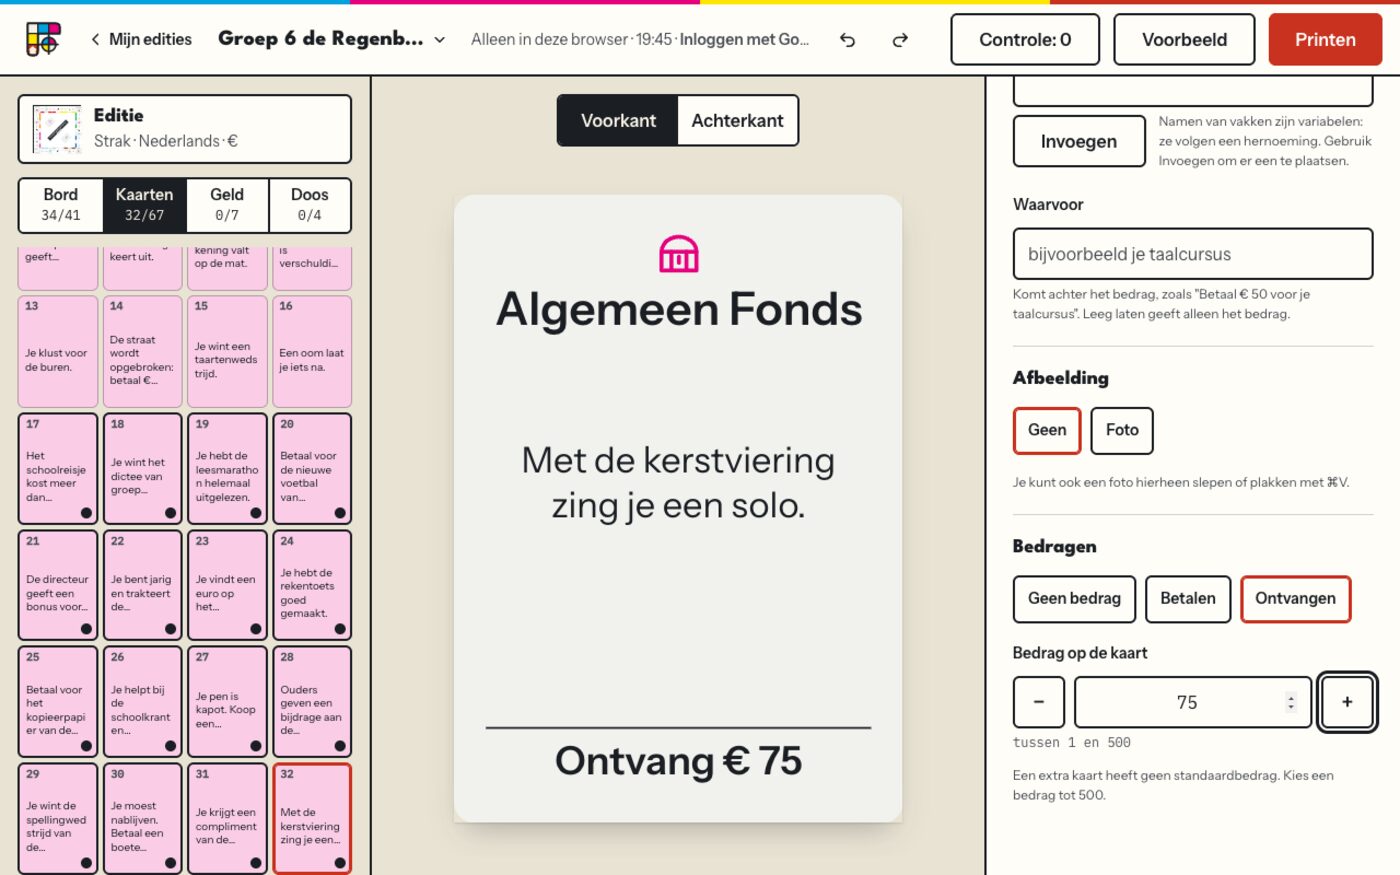 Mijn edities
Groep 6 de Regenb...
Alleen in deze browser · 19:45 · Inloggen met Go...
Controle: 0
Voorbeeld
Printen
Editie
Strak · Nederlands · €
Bord
34/41
Kaarten
32/67
Geld
0/7
Doos
0/4
geeft...
keert uit.
kening valt
op de mat.
is
verschuldi...
13
Je klust voor
de buren.
14
De straat
wordt
opgebroken:
betaal €...
15
Je wint een
taartenweds
trijd.
16
Een oom laat
je iets na.
17
Het
schoolreisje
kost meer
dan...
18
Je wint het
dictee van
groep...
19
Je hebt de
leesmaratho
n helemaal
uitgelezen.
20
Betaal voor
de nieuwe
voetbal
van...
21
De directeur
geeft een
bonus voor...
22
Je bent jarig
en trakteert
de...
23
Je vindt een
euro op
het...
24
Je hebt de
rekentoets
goed
gemaakt.
25
Betaal voor
het
kopieerpapi
er van de...
26
Je helpt bij
de
schoolkrant
en...
27
Je pen is
kapot. Koop
een...
28
Ouders
geven een
bijdrage aan
de...
29
Je wint de
spellingwed
strijd van
de...
30
Je moest
nablijven.
Betaal een
boete...
31
Je krijgt een
compliment
van de...
32
Met de
kerstviering
zing je een...
Voorkant
Achterkant
Algemeen Fonds
Met de kerstviering
zing je een solo.
Ontvang € 75
Invoegen
Namen van vakken zijn variabelen:
ze volgen een hernoeming. Gebruik
Invoegen om er een te plaatsen.
Waarvoor
bijvoorbeeld je taalcursus
Komt achter het bedrag, zoals "Betaal € 50 voor je
taalcursus". Leeg laten geeft alleen het bedrag.
Afbeelding
Geen
Foto
Je kunt ook een foto hierheen slepen of plakken met ⌘V.
Bedragen
Geen bedrag
Betalen
Ontvangen
Bedrag op de kaart
−
75
+
tussen 1 en 500
Een extra kaart heeft geen standaardbedrag. Kies een
bedrag tot 500.